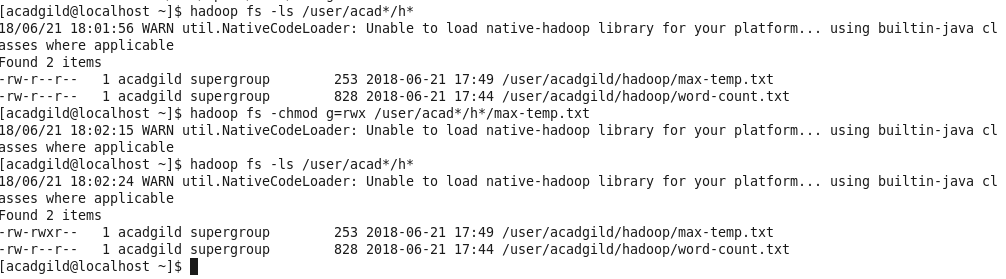 [acadgild@localhost ~]$ hadoop fs -ls /user/acad*/h*
18/06/21 18:01:56 WARN util.NativeCodeLoader: Unable to load native-hadoop library for your platform... using builtin-java cl
asses where applicable
Found 2 items
-rw-r--r--   1 acadgild supergroup        253 2018-06-21 17:49 /user/acadgild/hadoop/max-temp.txt
-rw-r--r--   1 acadgild supergroup        828 2018-06-21 17:44 /user/acadgild/hadoop/word-count.txt
[acadgild@localhost ~]$ hadoop fs -chmod g=rwx /user/acad*/h*/max-temp.txt
18/06/21 18:02:15 WARN util.NativeCodeLoader: Unable to load native-hadoop library for your platform... using builtin-java cl
asses where applicable
[acadgild@localhost ~]$ hadoop fs -ls /user/acad*/h*
18/06/21 18:02:24 WARN util.NativeCodeLoader: Unable to load native-hadoop library for your platform... using builtin-java cl
asses where applicable
Found 2 items
-rw-rwxr--   1 acadgild supergroup        253 2018-06-21 17:49 /user/acadgild/hadoop/max-temp.txt
-rw-r--r--   1 acadgild supergroup        828 2018-06-21 17:44 /user/acadgild/hadoop/word-count.txt
[acadgild@localhost ~]$